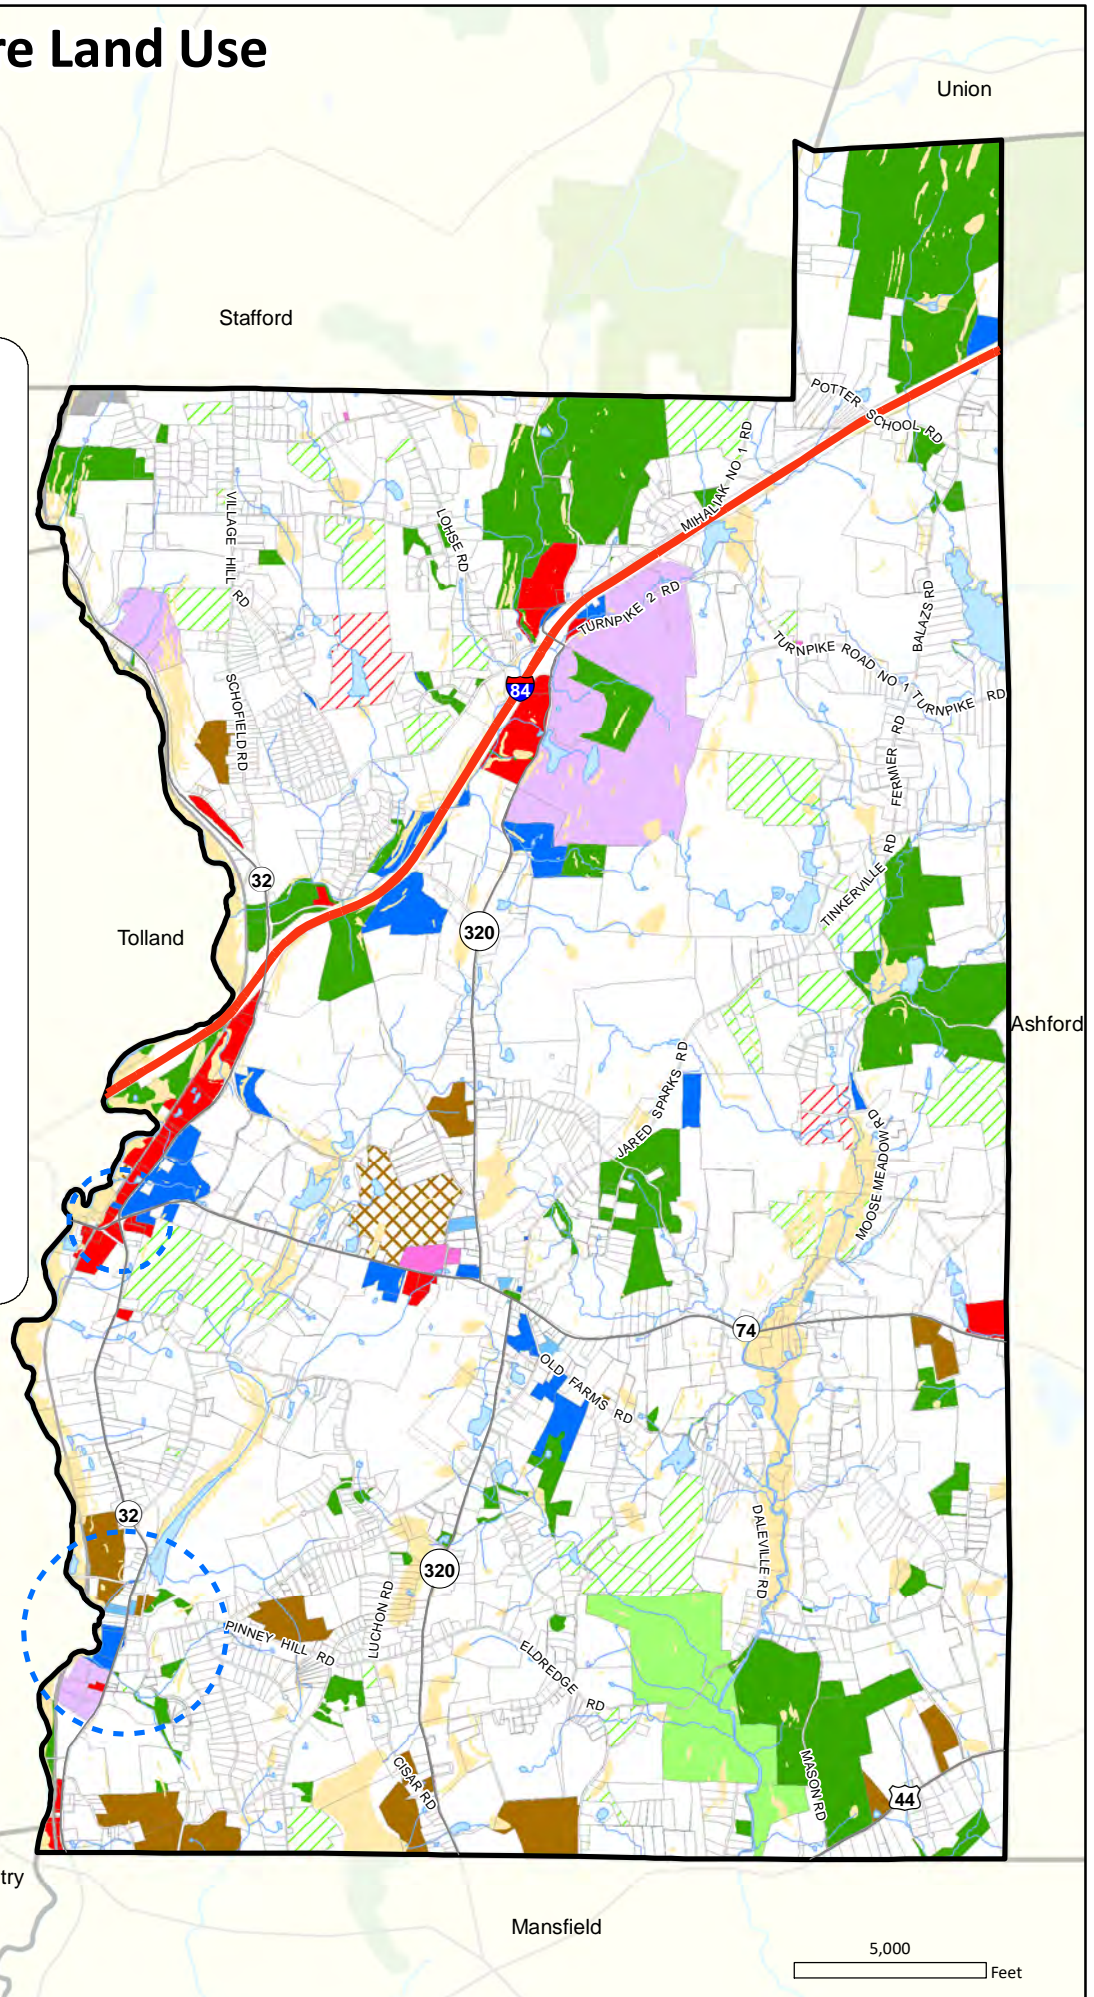 re Land Use
Union
Stafford
POTTER SCHOOL RD
MIHALIAK NO 1 RD
VILLAGE HILL RD
LOHSE RD
TURNPIKE 2 RD
BALAZS RD
TURNPIKE ROAD NO 1
TURNPIKE RD
SCHOFIELD RD
84
FERMIER RD
32
TINKERVILLE RD
320
Tolland
Ashford
JARED SPARKS RD
MOOSE MEADOW RD
74
OLD FARMS RD
32
DALEVILLE RD
320
LUCHON RD
PINNEY HILL RD
ELDREDGE RD
CISAR RD
MASON RD
44
try
Mansfield
5,000
Feet